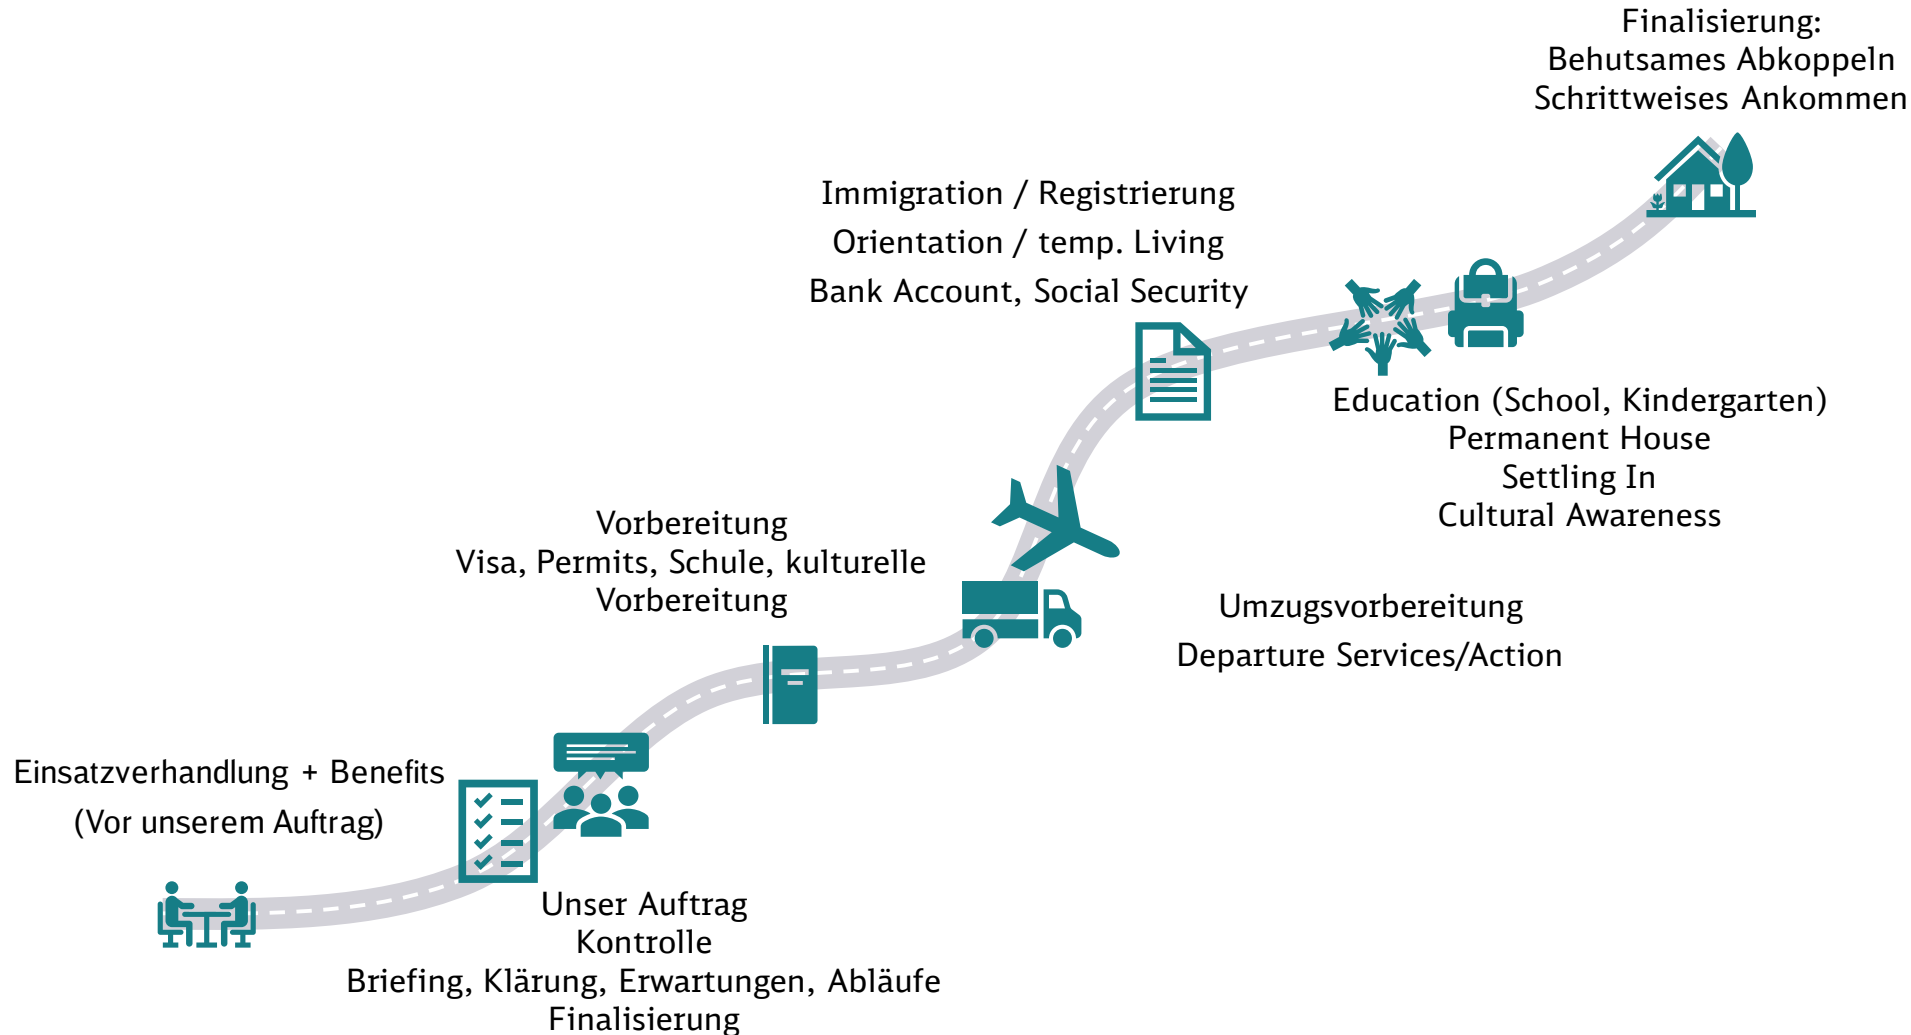 Finalisierung:
Behutsames Abkoppeln
Schrittweises Ankommen
Immigration / Registrierung
Orientation / temp. Living
Bank Account, Social Security
Education (School, Kindergarten)
Permanent House
Settling In
Cultural Awareness
Vorbereitung
Visa, Permits, Schule, kulturelle
Vorbereitung
Umzugsvorbereitung
Departure Services/Action
Einsatzverhandlung + Benefits
(Vor unserem Auftrag)
Unser Auftrag
Kontrolle
Briefing, Klärung, Erwartungen, Abläufe
Finalisierung